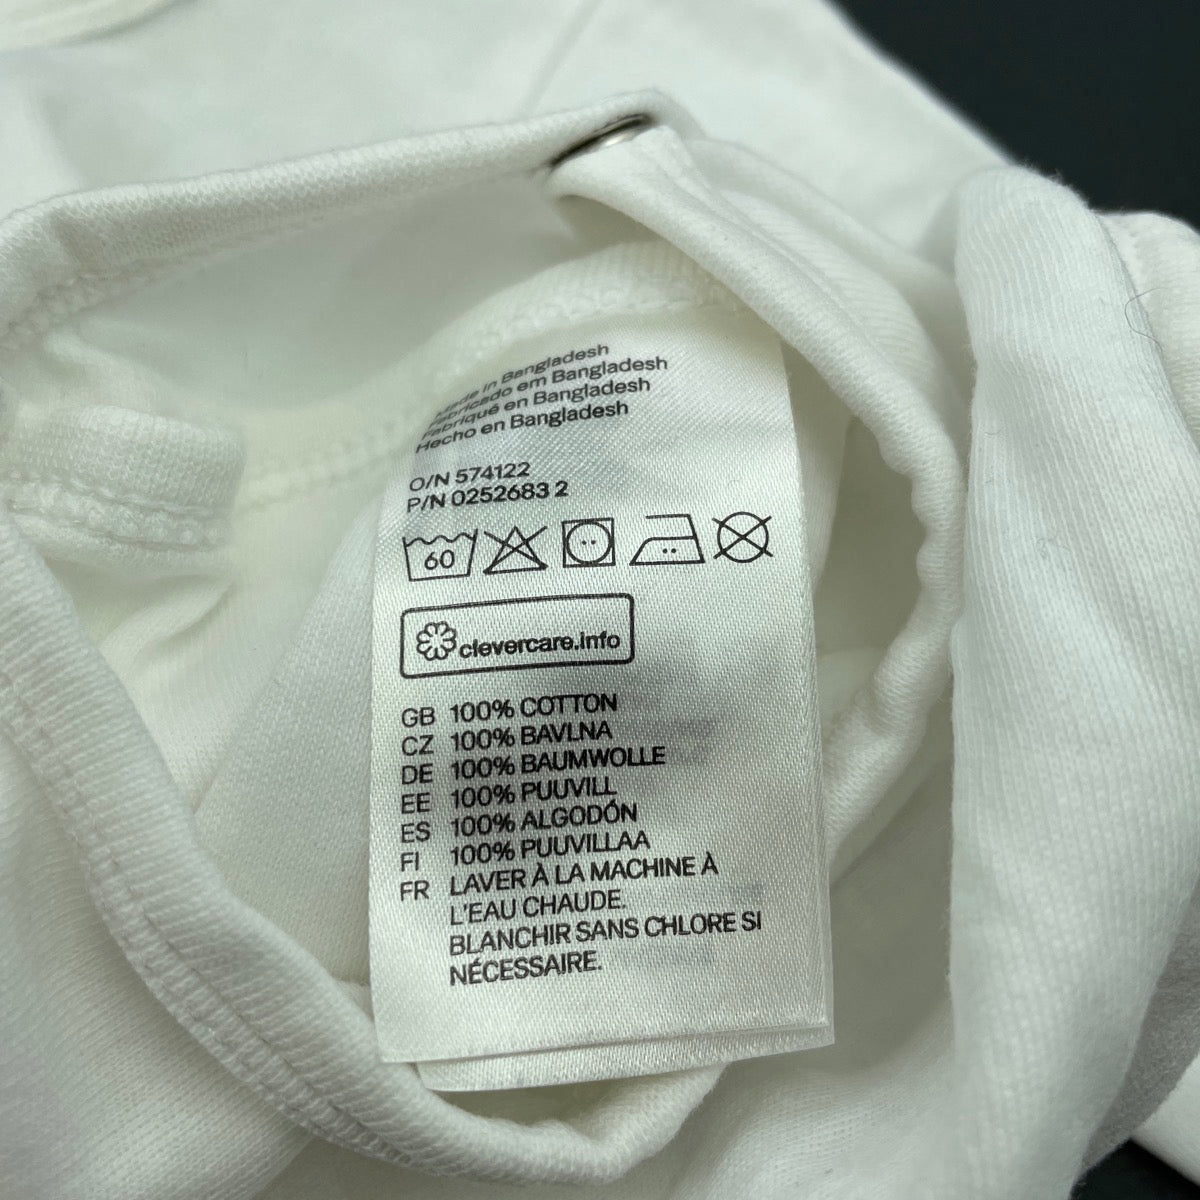 Made in Bangladesh
Fabricado em Bangladesh
Fabriqué en Bangladesh
Hecho en Bangladesh
O/N 574122
P/N 0252683 2
60
clevercare.info
GB 100% COTTON
CZ 100% BAVLNA
DE 100% BAUMWOLLE
EE 100% PUUVILL
ES 100% ALGODÓN
FI 100% PUUVILLAA
FR LAVER À LA MACHINE À
L'EAU CHAUDE.
BLANCHIR SANS CHLORE SI
NÉCESSAIRE.